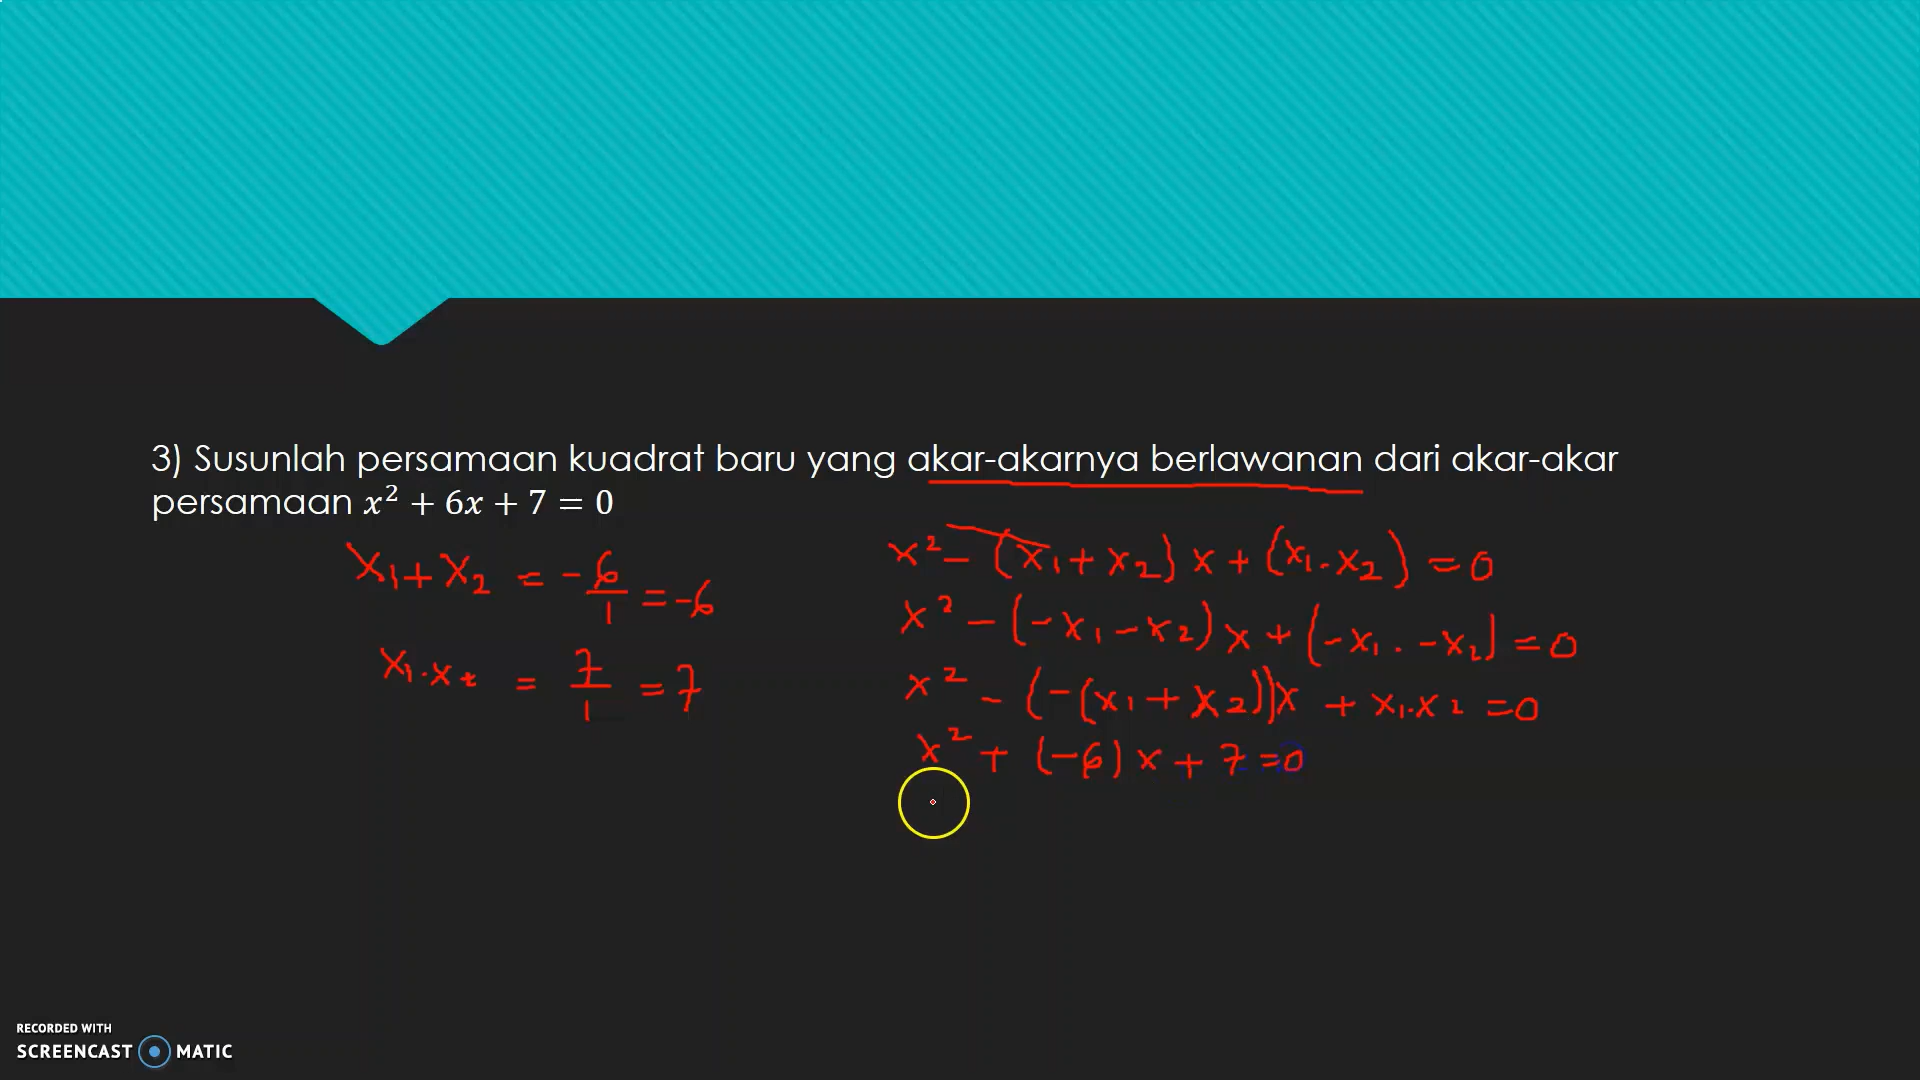 3) Susunlah persamaan kuadrat baru yang akar-akarnya berlawanan dari akar-akar
persamaan x² + 6x + 7 = 0
x₁ + x₂ = -6/1 = -6
x₁ . x₂ = 7/1 = 7
x² - (x₁ + x₂) x + (x₁ . x₂) = 0
x² - (-x₁ - x₂) x + (-x₁ . -x₂) = 0
x² - (-(x₁ + x₂))x + x₁ . x₂ = 0
x² + (-6) x + 7 = 0
RECORDED WITH
SCREENCAST MATIC